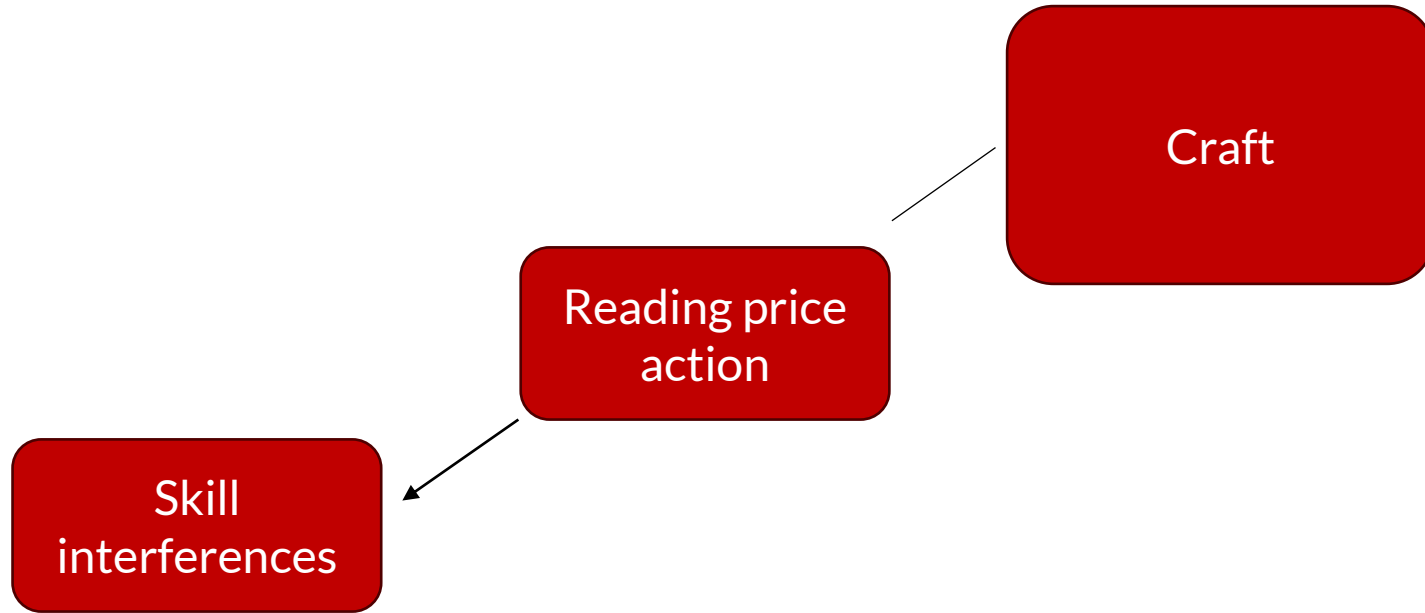 Craft
Reading price
action
Skill
interferences